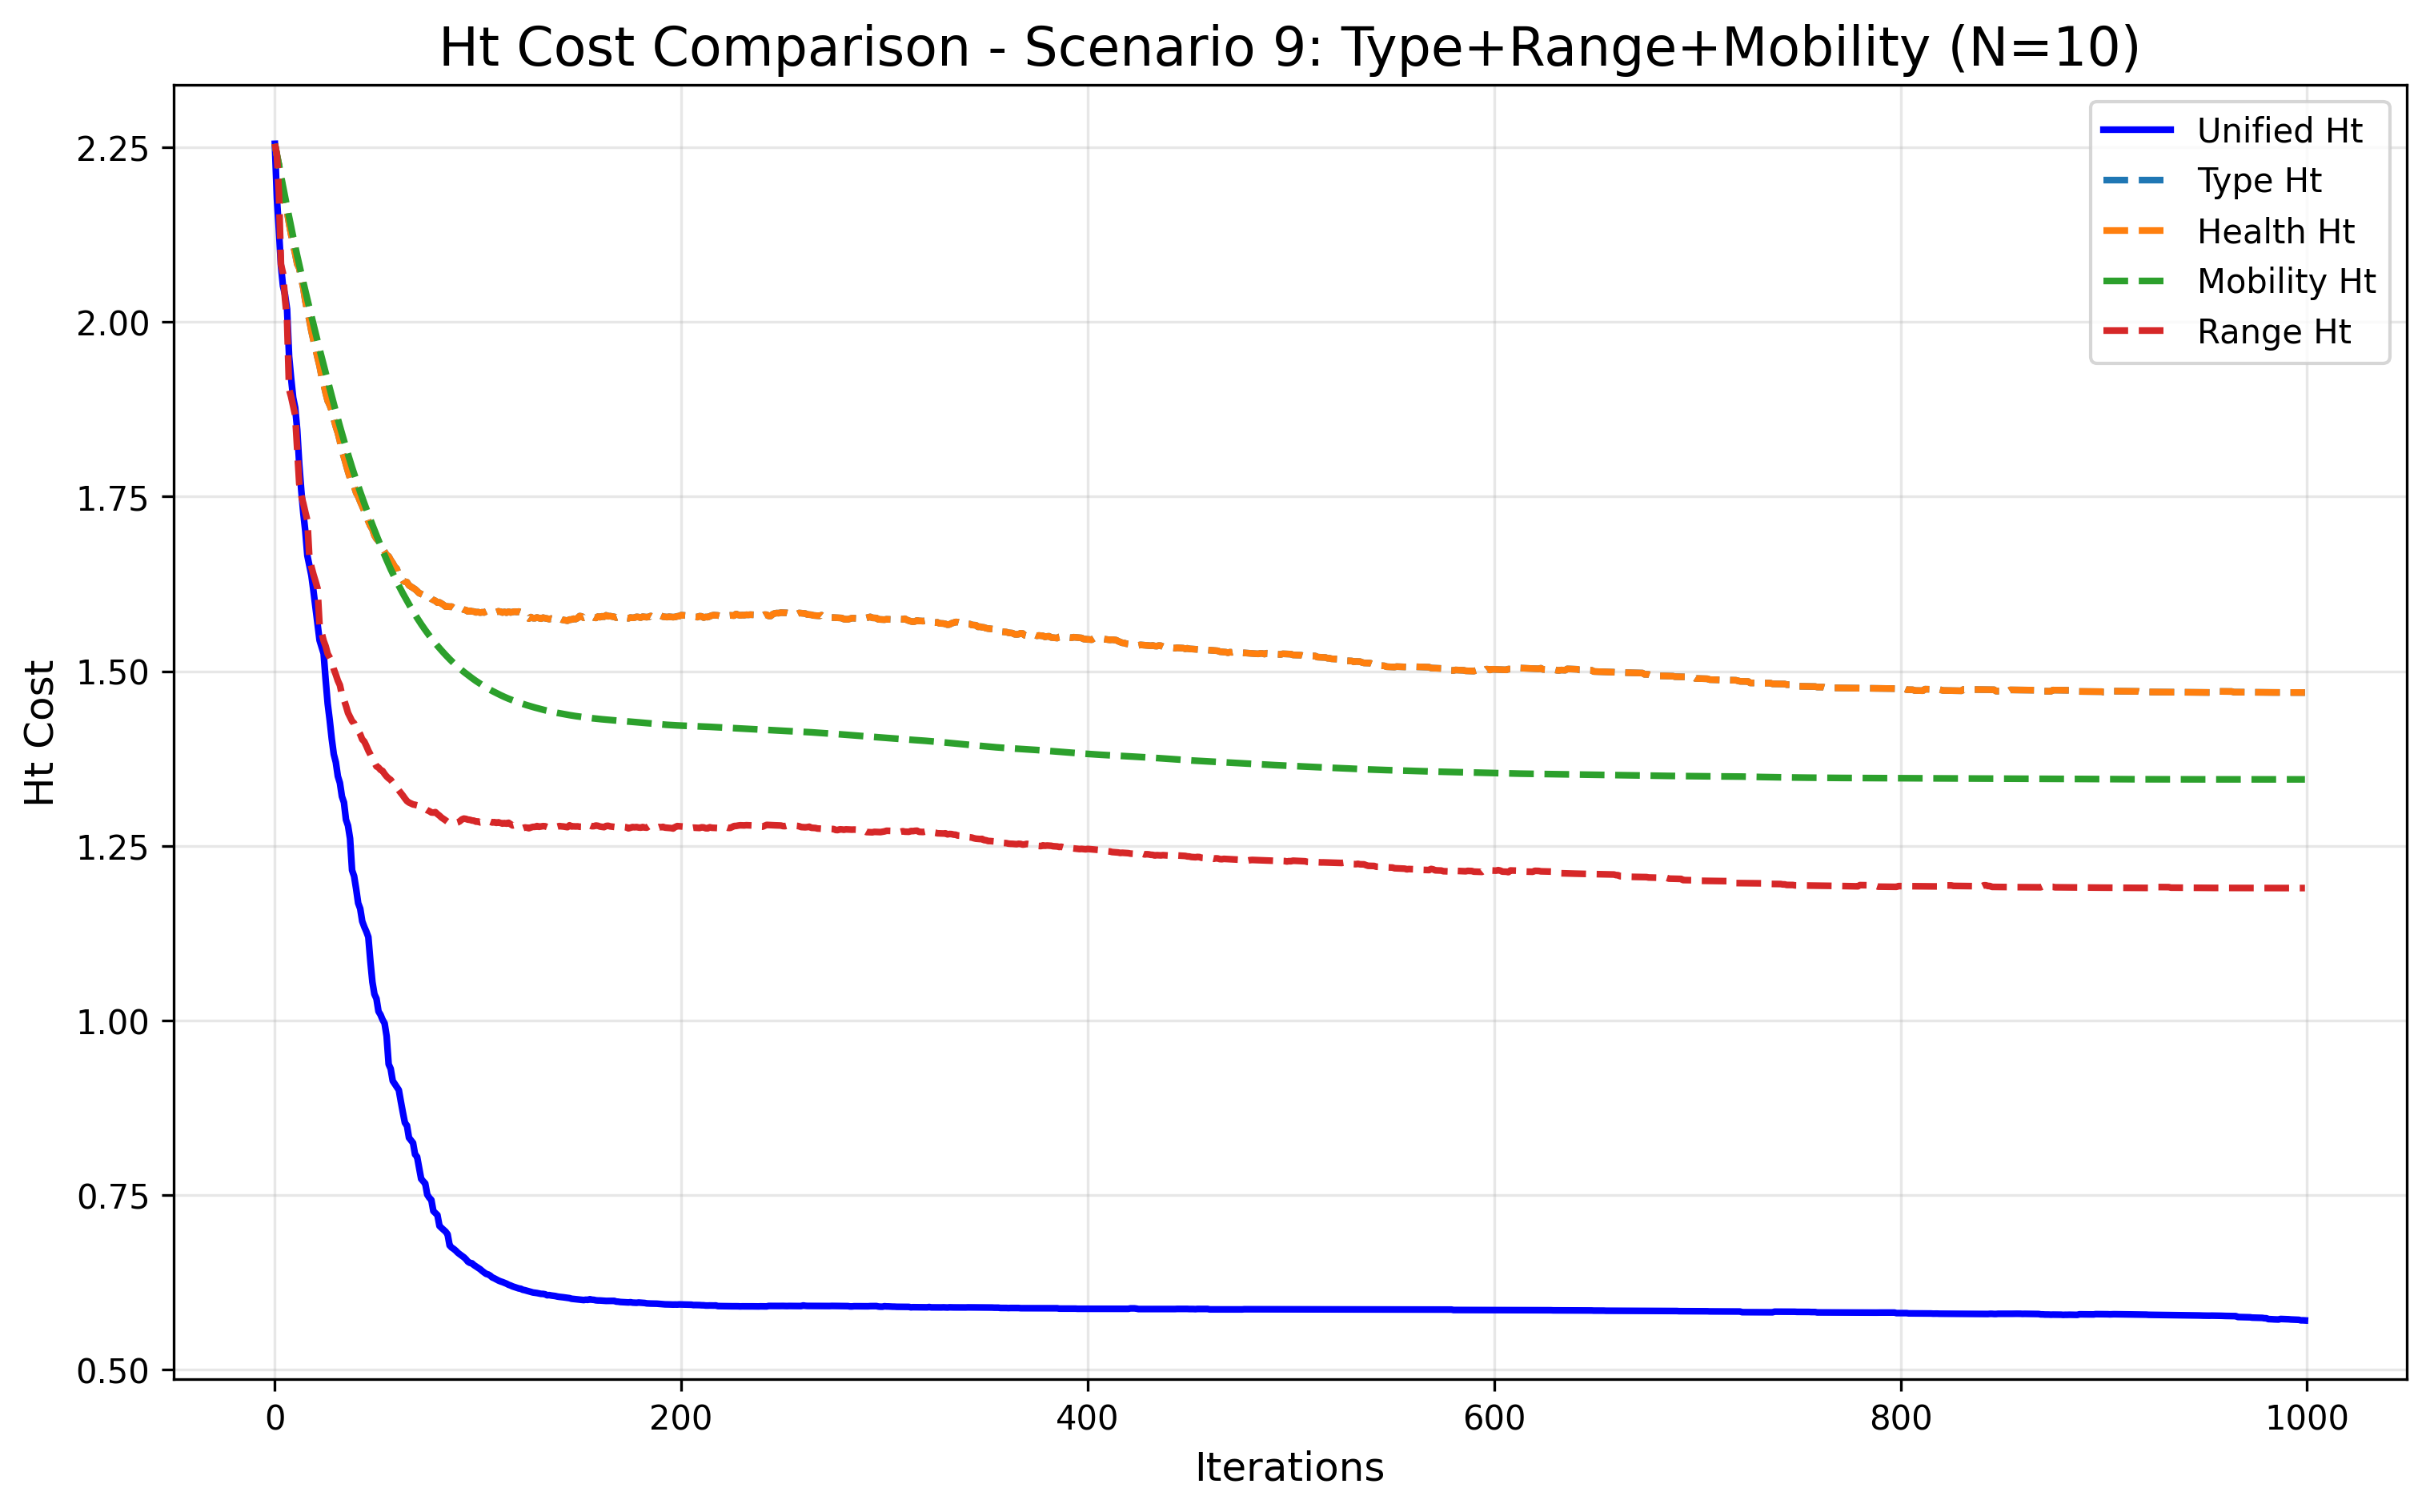 Ht Cost Comparison - Scenario 9: Type+Range+Mobility (N=10)
Unified Ht
Type Ht
Health Ht
Mobility Ht
Range Ht
2.25
2.00
1.75
1.50
1.25
1.00
0.75
0.50
Ht Cost
0 200 400 600 800 1000
Iterations